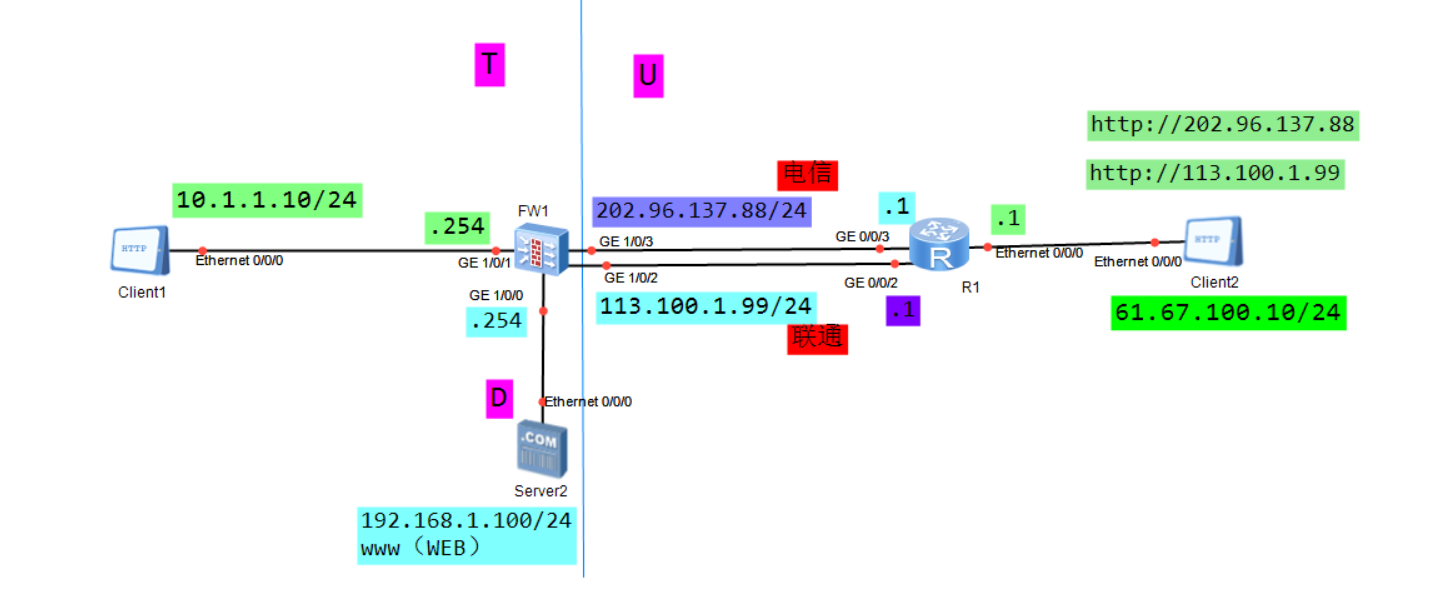 T
U
http://202.96.137.88
http://113.100.1.99
电信
10.1.1.10/24
.254
FW1
202.96.137.88/24
.1
.1
HTTP
Ethernet 0/0/0
GE 1/0/1
GE 1/0/3
GE 0/0/3
R
Ethernet 0/0/0
HTTP
Ethernet 0/0/0
Client1
GE 1/0/2
GE 0/0/2
R1
Client2
GE 1/0/0
.254
113.100.1.99/24
.1
61.67.100.10/24
联通
D
Ethernet 0/0/0
.COM
Server2
192.168.1.100/24
www（WEB）